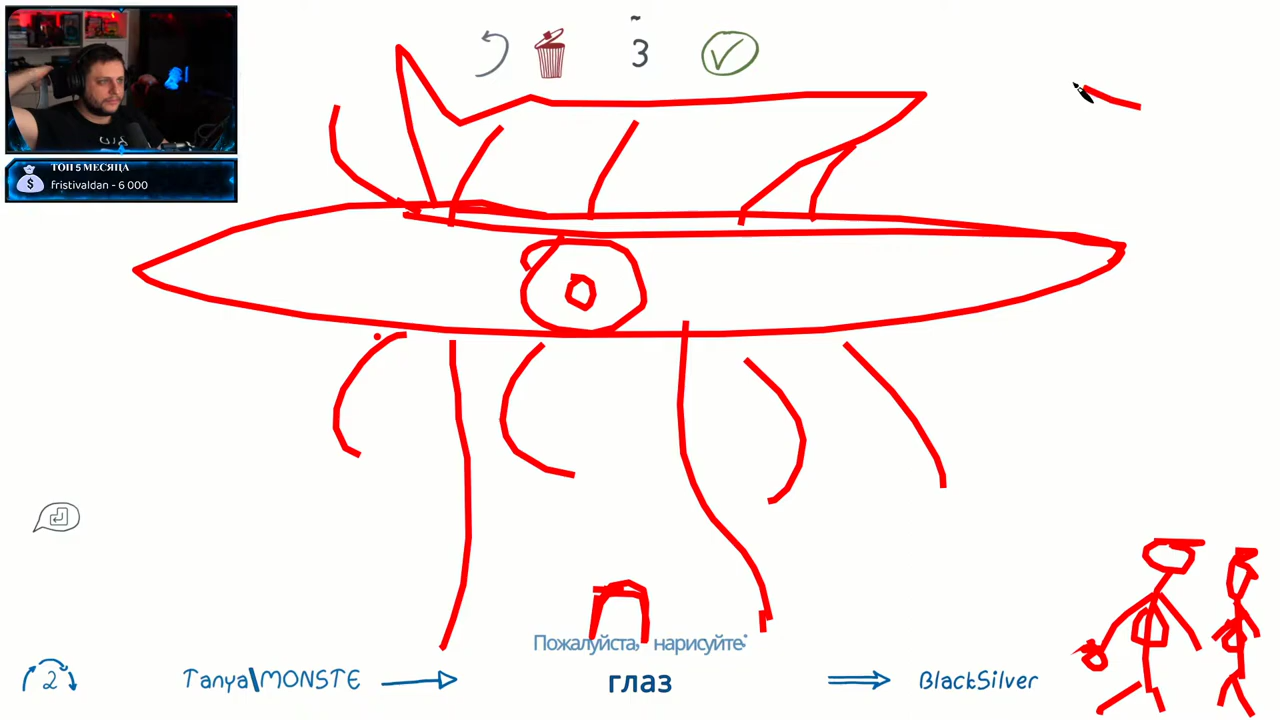 3
ТОП 5 МЕСЯЦА
fristivaldan - 6 000
Пожалуйста, нарисуйте:
2
Tanya\MONSTE
глаз
BlackSilver